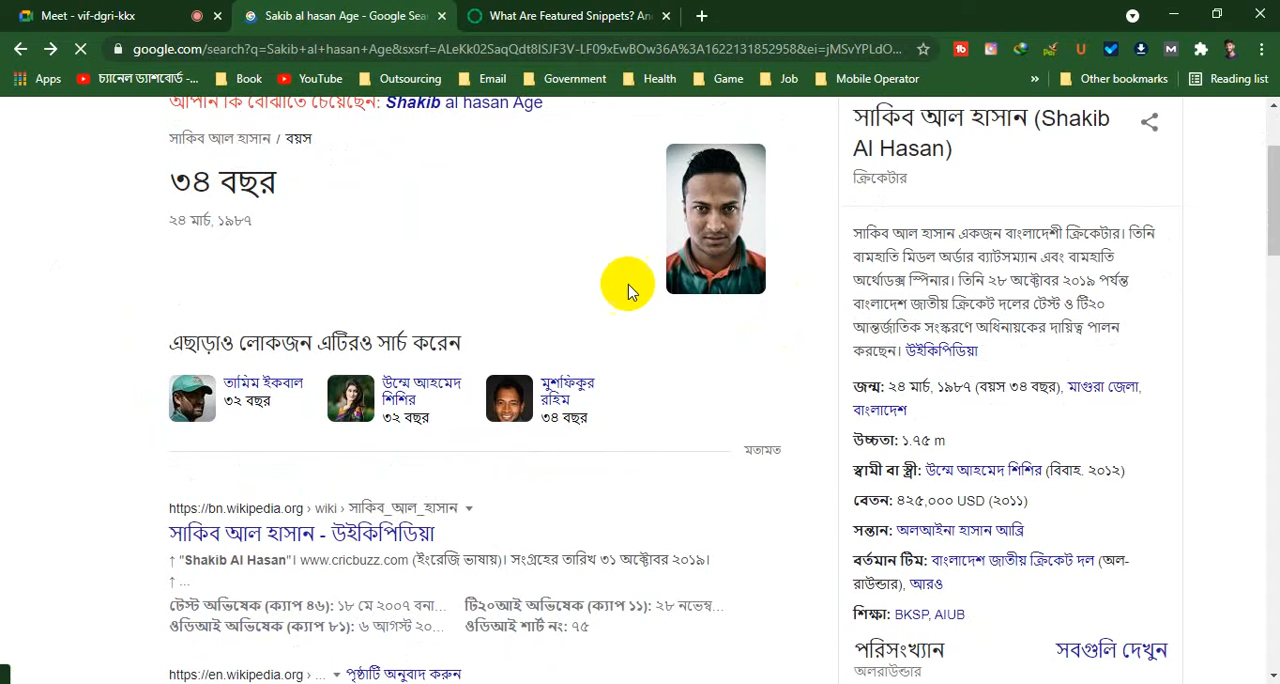 Meet - vif-dgri-kkx
Sakib al hasan Age - Google Sea
What Are Featured Snippets? An
google.com/search?q=Sakib+al+hasan+Age&sxsrf=ALeKk02SaqQdt8ISJF3V-LF09xEwBOw36A%3A1622131852958&ei=jMSvYPLdO...
Apps
চ্যানেল ড্যাশবোর্ড -...
Book
YouTube
Outsourcing
Email
Government
Health
Game
Job
Mobile Operator
»
Other bookmarks
Reading list
আপনি কি বোঝাতে চেয়েছেন: Shakib al hasan Age
সাকিব আল হাসান / বয়স
৩৪ বছর
২৪ মার্চ, ১৯৮৭
এছাড়াও লোকজন এটিরও সার্চ করেন
তামিম ইকবাল
৩২ বছর
উম্মে আহমেদ
শিশির
৩২ বছর
মুশফিকুর
রহিম
৩৪ বছর
মতামত
https://bn.wikipedia.org › wiki › সাকিব_আল_হাসান
সাকিব আল হাসান - উইকিপিডিয়া
↑ "Shakib Al Hasan"। www.cricbuzz.com (ইংরেজি ভাষায়)। সংগ্রহের তারিখ ৩১ অক্টোবর ২০১৯।
↑ ...
টেস্ট অভিষেক (ক্যাপ ৪৬): ১৮ মে ২০০৭ বনা...
টি২০আই অভিষেক (ক্যাপ ১১): ২৮ নভেম্ব...
ওডিআই অভিষেক (ক্যাপ ৮১): ৬ আগস্ট ২০...
ওডিআই শার্ট নং: ৭৫
https://en.wikipedia.org › ... পৃষ্ঠাটি অনুবাদ করুন
সাকিব আল হাসান (Shakib
Al Hasan)
ক্রিকেটার
সাকিব আল হাসান একজন বাংলাদেশী ক্রিকেটার। তিনি
বামহাতি মিডল অর্ডার ব্যাটসম্যান এবং বামহাতি
অর্থোডক্স স্পিনার। তিনি ২৮ অক্টোবর ২০১৯ পর্যন্ত
বাংলাদেশ জাতীয় ক্রিকেট দলের টেস্ট ও টি২০
আন্তর্জাতিক সংস্করণে অধিনায়কের দায়িত্ব পালন
করছেন। উইকিপিডিয়া
জন্ম: ২৪ মার্চ, ১৯৮৭ (বয়স ৩৪ বছর), মাগুরা জেলা,
বাংলাদেশ
উচ্চতা: ১.৭৫ m
স্বামী বা স্ত্রী: উম্মে আহমেদ শিশির (বিবাহ. ২০১২)
বেতন: ৪২৫,০০০ USD (২০১১)
সন্তান: অলআইনা হাসান আব্রি
বর্তমান টিম: বাংলাদেশ জাতীয় ক্রিকেট দল (অল-
রাউন্ডার), আরও
শিক্ষা: BKSP, AIUB
পরিসংখ্যান
সবগুলি দেখুন
অলরাউন্ডার